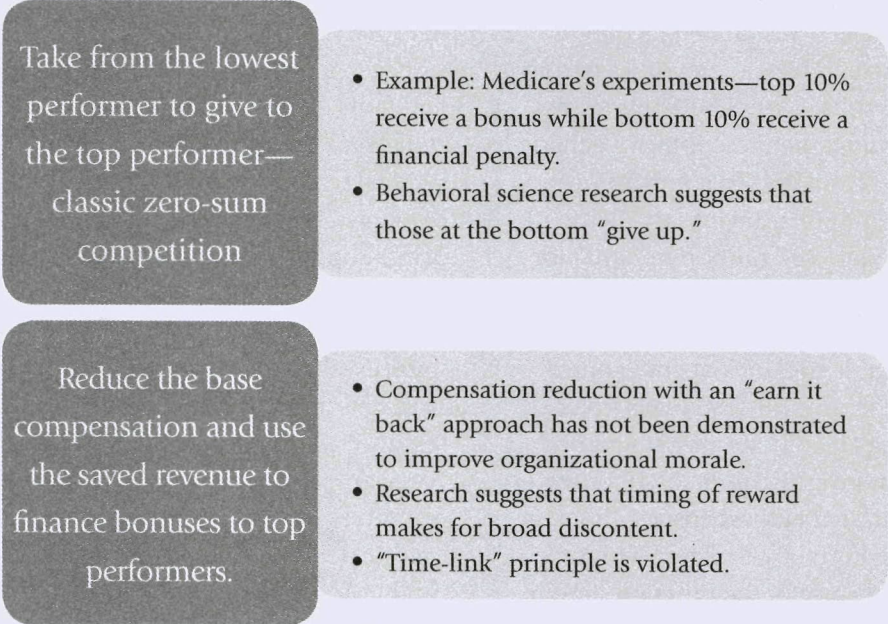 Take from the lowest
performer to give to
the top performer—
classic zero-sum
competition
• Example: Medicare's experiments—top 10%
receive a bonus while bottom 10% receive a
financial penalty.
• Behavioral science research suggests that
those at the bottom "give up."
Reduce the base
compensation and use
the saved revenue to
finance bonuses to top
performers.
• Compensation reduction with an "earn it
back" approach has not been demonstrated
to improve organizational morale.
• Research suggests that timing of reward
makes for broad discontent.
• "Time-link" principle is violated.